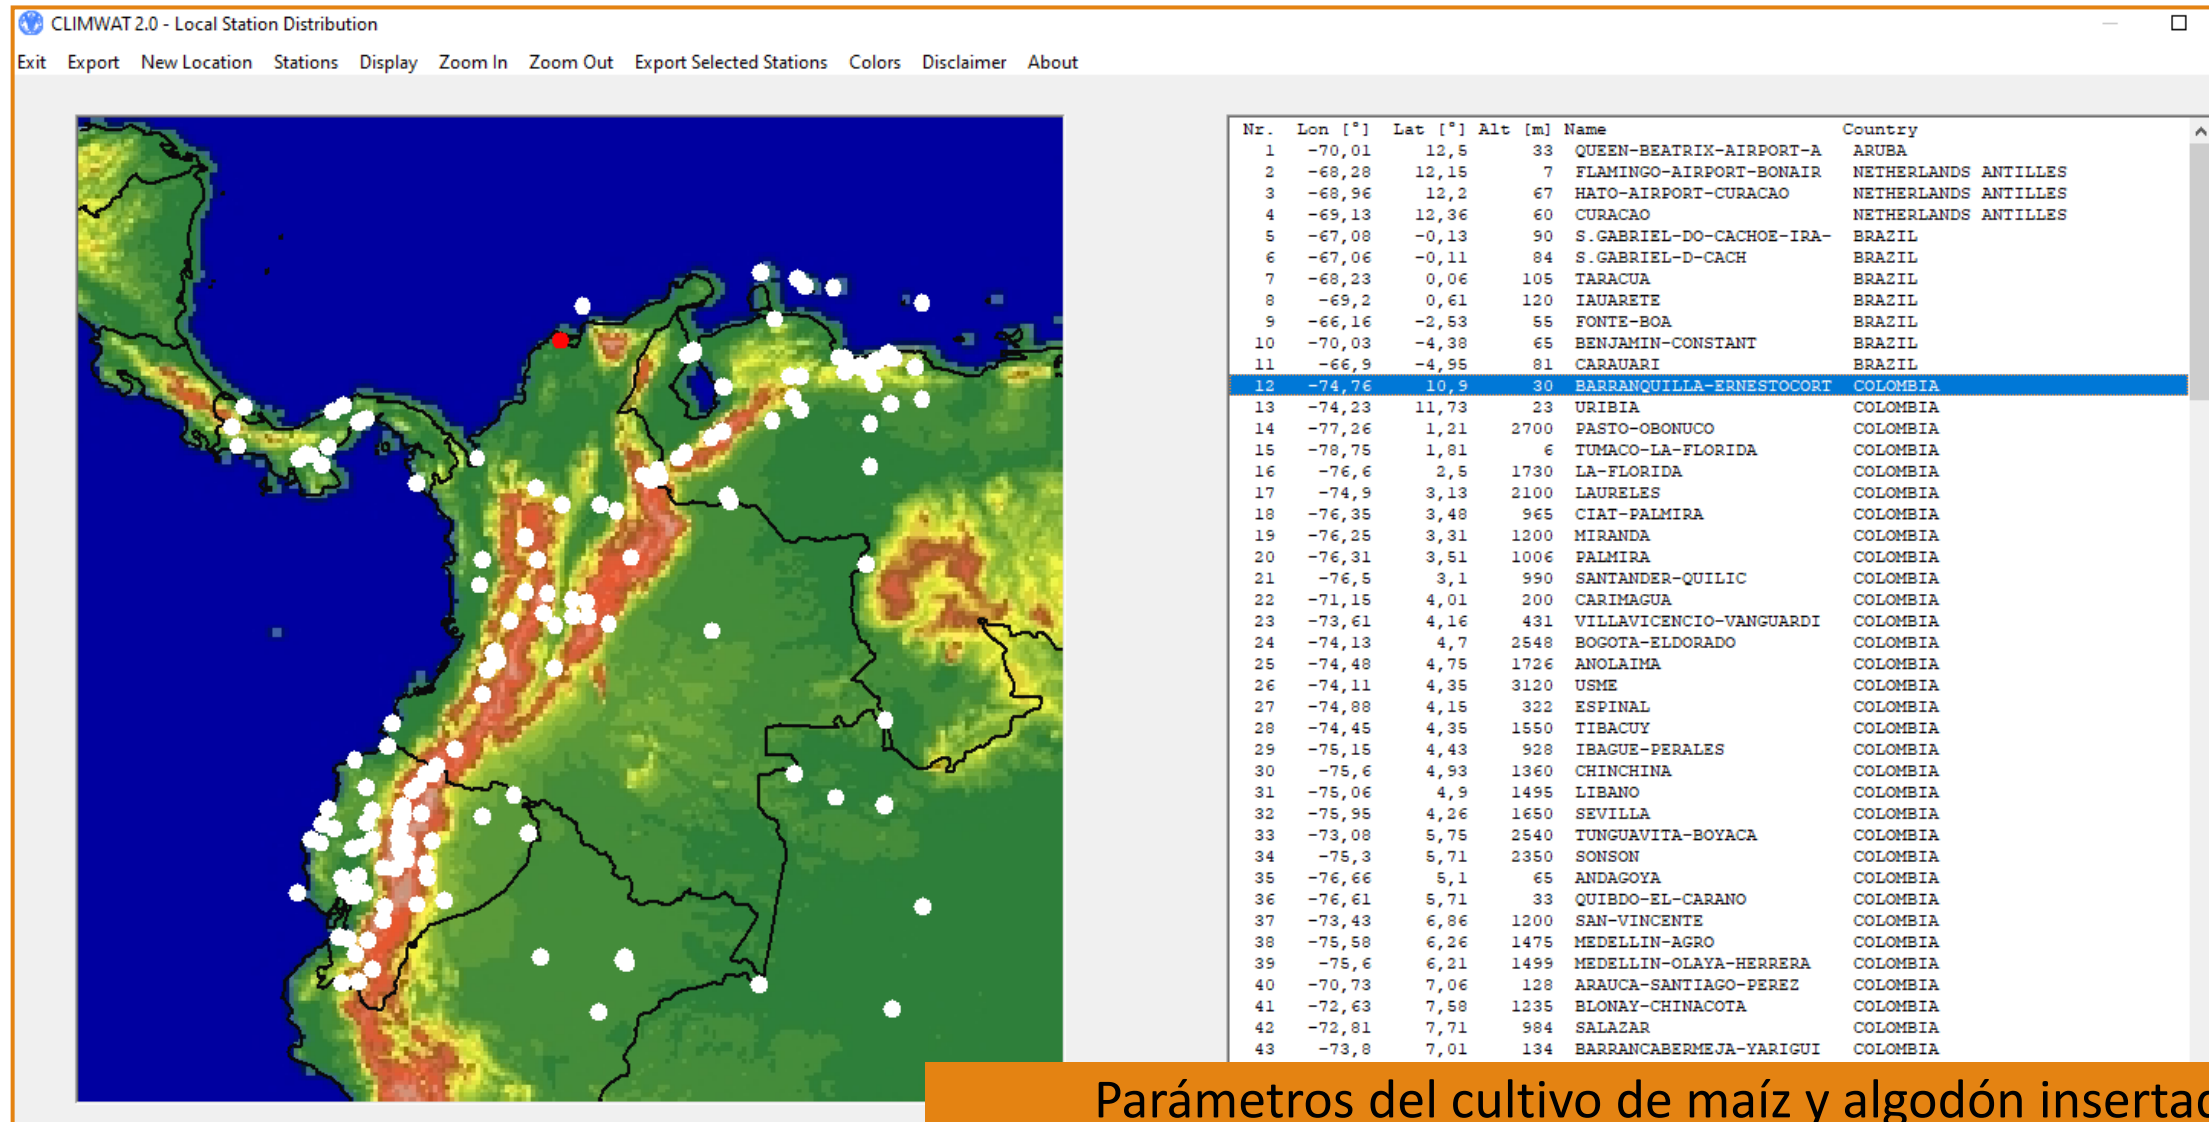 CLIMWAT 2.0 - Local Station Distribution
Exit Export New Location Stations Display Zoom In Zoom Out Export Selected Stations Colors Disclaimer About
Nr. Lon [°] Lat [°] Alt [m] Name Country
1 -70,01 12,5 33 QUEEN-BEATRIX-AIRPORT-A ARUBA
2 -68,28 12,15 7 FLAMINGO-AIRPORT-BONAIR NETHERLANDS ANTILLES
3 -68,96 12,2 67 HATO-AIRPORT-CURACAO NETHERLANDS ANTILLES
4 -69,13 12,36 60 CURACAO NETHERLANDS ANTILLES
5 -67,08 -0,13 90 S.GABRIEL-DO-CACHOE-IRA- BRAZIL
6 -67,06 -0,11 84 S.GABRIEL-D-CACH BRAZIL
7 -68,23 0,06 105 TARACUA BRAZIL
8 -69,2 0,61 120 IAUARETE BRAZIL
9 -66,16 -2,53 55 FONTE-BOA BRAZIL
10 -70,03 -4,38 65 BENJAMIN-CONSTANT BRAZIL
11 -66,9 -4,95 81 CARAUARI BRAZIL
12 -74,76 10,9 30 BARRANQUILLA-ERNESTOCORT COLOMBIA
13 -74,23 11,73 23 URIBIA COLOMBIA
14 -77,26 1,21 2700 PASTO-OBONUCO COLOMBIA
15 -78,75 1,81 6 TUMACO-LA-FLORIDA COLOMBIA
16 -76,6 2,5 1730 LA-FLORIDA COLOMBIA
17 -74,9 3,13 2100 LAURELES COLOMBIA
18 -76,35 3,48 965 CIAT-PALMIRA COLOMBIA
19 -76,25 3,31 1200 MIRANDA COLOMBIA
20 -76,31 3,51 1006 PALMIRA COLOMBIA
21 -76,5 3,1 990 SANTANDER-QUILIC COLOMBIA
22 -71,15 4,01 200 CARIMAGUA COLOMBIA
23 -73,61 4,16 431 VILLAVICENCIO-VANGUARDI COLOMBIA
24 -74,13 4,7 2548 BOGOTA-ELDORADO COLOMBIA
25 -74,48 4,75 1726 ANOLAIMA COLOMBIA
26 -74,11 4,35 3120 USME COLOMBIA
27 -74,88 4,15 322 ESPINAL COLOMBIA
28 -74,45 4,35 1550 TIBACUY COLOMBIA
29 -75,15 4,43 928 IBAGUE-PERALES COLOMBIA
30 -75,6 4,93 1360 CHINCHINA COLOMBIA
31 -75,06 4,9 1495 LIBANO COLOMBIA
32 -75,95 4,26 1650 SEVILLA COLOMBIA
33 -73,08 5,75 2540 TUNGUAVITA-BOYACA COLOMBIA
34 -75,3 5,71 2350 SONSON COLOMBIA
35 -76,66 5,1 65 ANDAGOYA COLOMBIA
36 -76,61 5,71 33 QUIBDO-EL-CARANO COLOMBIA
37 -73,43 6,86 1200 SAN-VINCENTE COLOMBIA
38 -75,58 6,26 1475 MEDELLIN-AGRO COLOMBIA
39 -75,6 6,21 1499 MEDELLIN-OLAYA-HERRERA COLOMBIA
40 -70,73 7,06 128 ARAUCA-SANTIAGO-PEREZ COLOMBIA
41 -72,63 7,58 1235 BLONAY-CHINACOTA COLOMBIA
42 -72,81 7,71 984 SALAZAR COLOMBIA
43 -73,8 7,01 134 BARRANCABERMEJA-YARIGUI COLOMBIA
Parámetros del cultivo de maíz y algodón